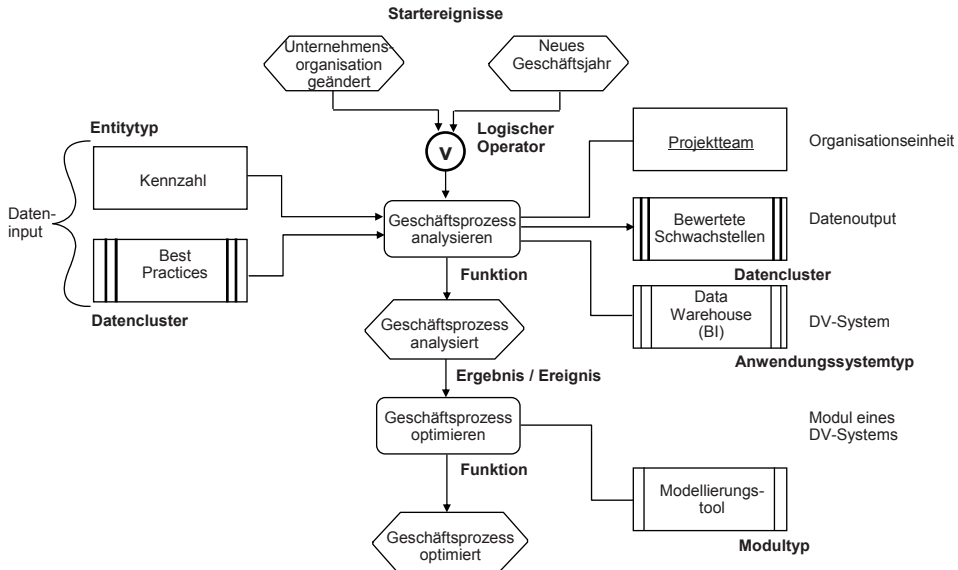 Startereignisse
Unternehmens-
organisation
geändert
Neues
Geschäftsjahr
Logischer
Operator
V
Entitytyp
Kennzahl
Daten-
input
Best
Practices
Datencluster
Geschäftsprozess
analysieren
Funktion
Projektteam
Organisationseinheit
Bewertete
Schwachstellen
Datenoutput
Datencluster
Data
Warehouse
(BI)
DV-System
Anwendungssystemtyp
Geschäftsprozess
analysiert
Ergebnis / Ereignis
Geschäftsprozess
optimieren
Funktion
Modul eines
DV-Systems
Modellierungs-
tool
Modultyp
Geschäftsprozess
optimiert